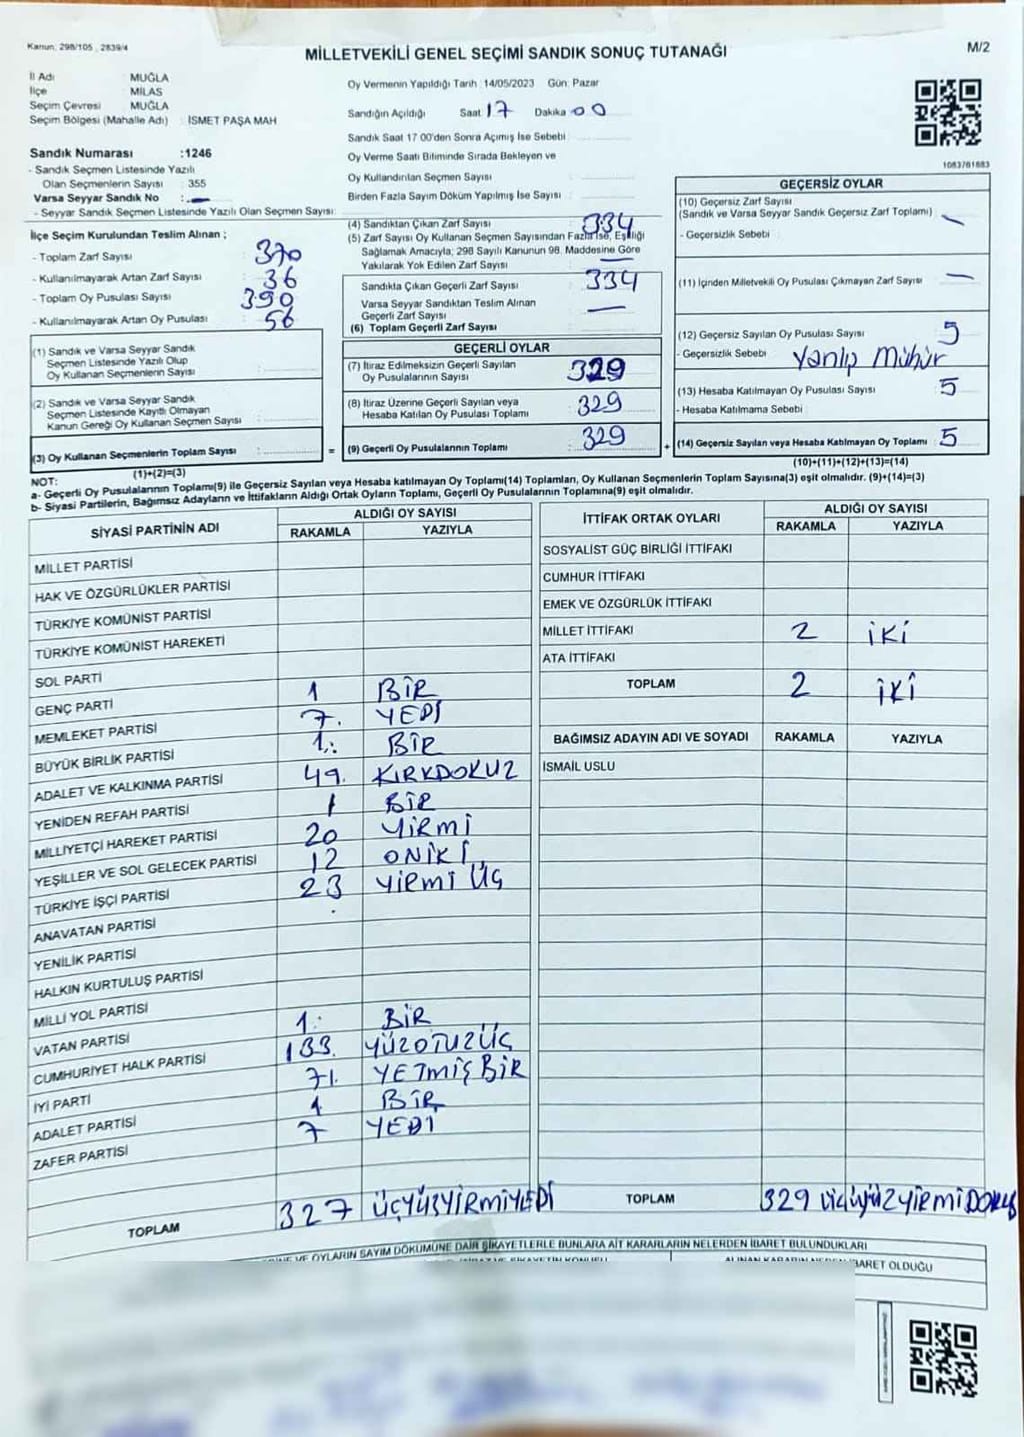 Kanun: 298/105 , 2839/4
MİLLETVEKİLİ GENEL SEÇİMİ SANDIK SONUÇ TUTANAĞI
M/2
İl Adı : MUĞLA
İlçe : MİLAS
Seçim Çevresi : MUĞLA
Seçim Bölgesi (Mahalle Adı) : İSMET PAŞA MAH
Sandık Numarası :1246
- Sandık Seçmen Listesinde Yazılı
Olan Seçmenlerin Sayısı : 355
Varsa Seyyar Sandık No : -
- Seyyar Sandık Seçmen Listesinde Yazılı Olan Seçmen Sayısı:
Oy Vermenin Yapıldığı Tarih :14/05/2023 Gün: Pazar
Sandığın Açıldığı Saat 17 Dakika 00
Sandık Saat 17 00'den Sonra Açılmış İse Sebebi :
Oy Verme Saati Bitiminde Sırada Bekleyen ve
Oy Kullandırılan Seçmen Sayısı :
Birden Fazla Sayım Döküm Yapılmış İse Sayısı :
1083761683
İlçe Seçim Kurulundan Teslim Alınan ;
- Toplam Zarf Sayısı : 370
- Kullanılmayarak Artan Zarf Sayısı : 36
- Toplam Oy Pusulası Sayısı : 390
- Kullanılmayarak Artan Oy Pusulası : 56
(1) Sandık ve Varsa Seyyar Sandık
Seçmen Listesinde Yazılı Olup
Oy Kullanan Seçmenlerin Sayısı :
(2) Sandık ve Varsa Seyyar Sandık
Seçmen Listesinde Kayıtlı Olmayan
Kanun Gereği Oy Kullanan Seçmen Sayısı :
(3) Oy Kullanan Seçmenlerin Toplam Sayısı :
(1)+(2)=(3)
(4) Sandıktan Çıkan Zarf Sayısı : 334
(5) Zarf Sayısı Oy Kullanan Seçmen Sayısından Fazla İse, Eşitliği
Sağlamak Amacıyla; 298 Sayılı Kanunun 98. Maddesine Göre
Yakılarak Yok Edilen Zarf Sayısı : —
Sandıkla Çıkan Geçerli Zarf Sayısı : 334
Varsa Seyyar Sandıktan Teslim Alınan
Geçerli Zarf Sayısı : —
(6) Toplam Geçerli Zarf Sayısı :
GEÇERLİ OYLAR
(7) İtiraz Edilmeksizin Geçerli Sayılan
Oy Pusulalarının Sayısı : 329
(8) İtiraz Üzerine Geçerli Sayılan veya
Hesaba Katılan Oy Pusulası Toplamı : 329
= (9) Geçerli Oy Pusulalarının Toplamı : 329
GEÇERSİZ OYLAR
(10) Geçersiz Zarf Sayısı
(Sandık ve Varsa Seyyar Sandık Geçersiz Zarf Toplamı) : —
- Geçersizlik Sebebi :
(11) İçinden Milletvekili Oy Pusulası Çıkmayan Zarf Sayısı : —
(12) Geçersiz Sayılan Oy Pusulası Sayısı : 5
- Geçersizlik Sebebi : Yanlış Mühür
(13) Hesaba Katılmayan Oy Pusulası Sayısı : 5
- Hesaba Katılmama Sebebi :
+ (14) Geçersiz Sayılan veya Hesaba Katılmayan Oy Toplamı : 5
(10)+(11)+(12)+(13)=(14)
NOT:
a- Geçerli Oy Pusulalarının Toplamı(9) ile Geçersiz Sayılan veya Hesaba katılmayan Oy Toplamı(14) Toplamları, Oy Kullanan Seçmenlerin Toplam Sayısına(3) eşit olmalıdır. (9)+(14)=(3)
b- Siyasi Partilerin, Bağımsız Adayların ve İttifakların Aldığı Ortak Oyların Toplamı, Geçerli Oy Pusulalarının Toplamına(9) eşit olmalıdır.
SİYASİ PARTİNİN ADI ALDIĞI OY SAYISI
RAKAMLA YAZIYLA
MİLLET PARTİSİ
HAK VE ÖZGÜRLÜKLER PARTİSİ
TÜRKİYE KOMÜNİST PARTİSİ
TÜRKİYE KOMÜNİST HAREKETİ
SOL PARTİ
GENÇ PARTİ 1 BİR
MEMLEKET PARTİSİ 7. YEDİ
BÜYÜK BİRLİK PARTİSİ 1. BİR
ADALET VE KALKINMA PARTİSİ 49. KIRKDOKUZ
YENİDEN REFAH PARTİSİ 1 BİR
MİLLİYETÇİ HAREKET PARTİSİ 20 YİRMİ
YEŞİLLER VE SOL GELECEK PARTİSİ 12 ONİKİ
TÜRKİYE İŞÇİ PARTİSİ 23 YİRMİ ÜÇ
ANAVATAN PARTİSİ
YENİLİK PARTİSİ
HALKIN KURTULUŞ PARTİSİ
MİLLİ YOL PARTİSİ
VATAN PARTİSİ 1. BİR
CUMHURİYET HALK PARTİSİ 133. YÜZOTUZÜÇ
İYİ PARTİ 71. YETMİŞBİR
ADALET PARTİSİ 1 BİR
ZAFER PARTİSİ 7 YEDİ
TOPLAM 327 ÜÇYÜZYİRMİYEDİ
İTTİFAK ORTAK OYLARI ALDIĞI OY SAYISI
RAKAMLA YAZIYLA
SOSYALİST GÜÇ BİRLİĞİ İTTİFAKI
CUMHUR İTTİFAKI
EMEK VE ÖZGÜRLÜK İTTİFAKI
MİLLET İTTİFAKI 2 İKİ
ATA İTTİFAKI
TOPLAM 2 İKİ
BAĞIMSIZ ADAYIN ADI VE SOYADI RAKAMLA YAZIYLA
İSMAİL USLU
TOPLAM 329 ÜÇYÜZYİRMİDOKUZ
VE OYLARIN SAYIM DÖKÜMÜNE DAİR ŞİKAYETLERLE BUNLARA AİT KARARLARIN NELERDEN İBARET BULUNDUKLARI
İBARET OLDUĞU